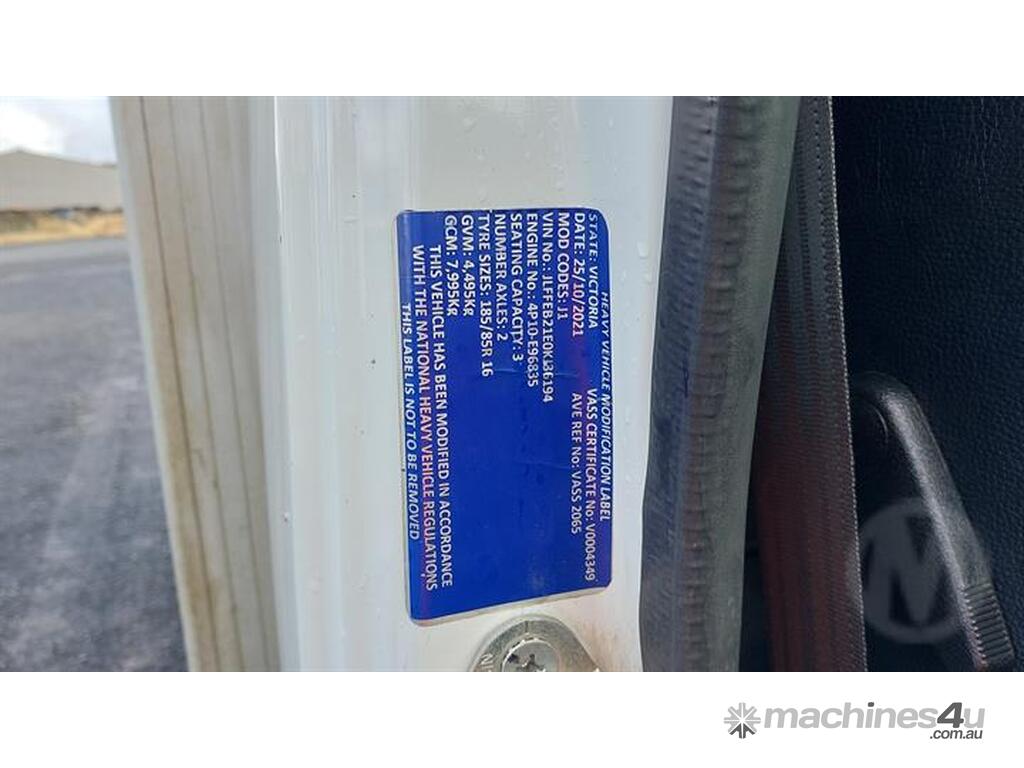 HEAVY VEHICLE MODIFICATION LABEL
STATE: VICTORIA VASS CERTIFICATE No: V0004349
DATE: 25/10/2021 AVE REF No: VASS 2065
MOD CODES: J1
VIN No.:
ENGINE No.: 4P10-E96835
SEATING CAPACITY: 3
NUMBER AXLES: 2
TYRE SIZES: 185/85R 16
GVM: 4,495Kg
GCM: 7,995Kg
THIS VEHICLE HAS BEEN MODIFIED IN ACCORDANCE
WITH THE NATIONAL HEAVY VEHICLE REGULATIONS
THIS LABEL IS NOT TO BE REMOVED
M
machines4u
.com.au